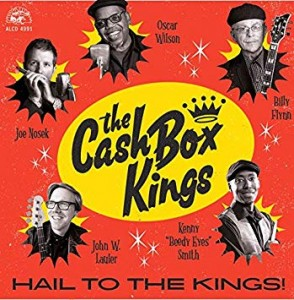 ALCD 4991
Oscar
Wilson
Joe Nosek
Billy
Flynn
the
Cash Box
Kings
John W.
Lauler
Kenny
"Beedy Eyes"
Smith
HAIL TO THE KINGS!